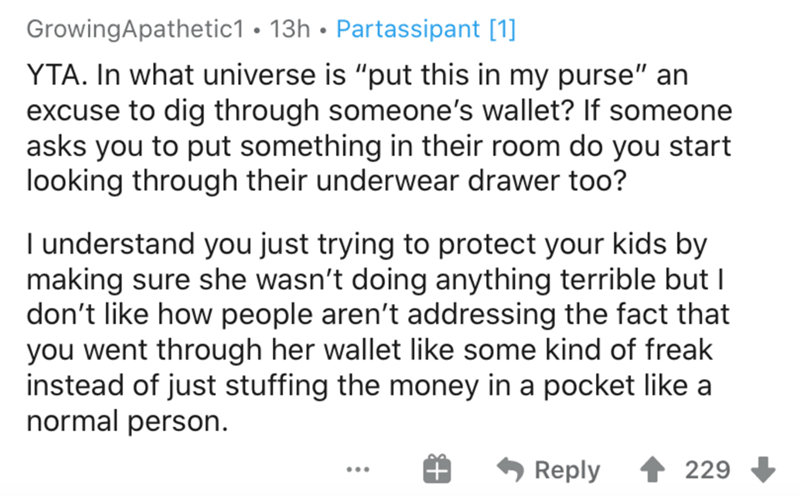 GrowingApathetic1 • 13h • Partassipant [1]
YTA. In what universe is “put this in my purse” an
excuse to dig through someone’s wallet? If someone
asks you to put something in their room do you start
looking through their underwear drawer too?
I understand you just trying to protect your kids by
making sure she wasn’t doing anything terrible but I
don’t like how people aren’t addressing the fact that
you went through her wallet like some kind of freak
instead of just stuffing the money in a pocket like a
normal person.
... Reply 229